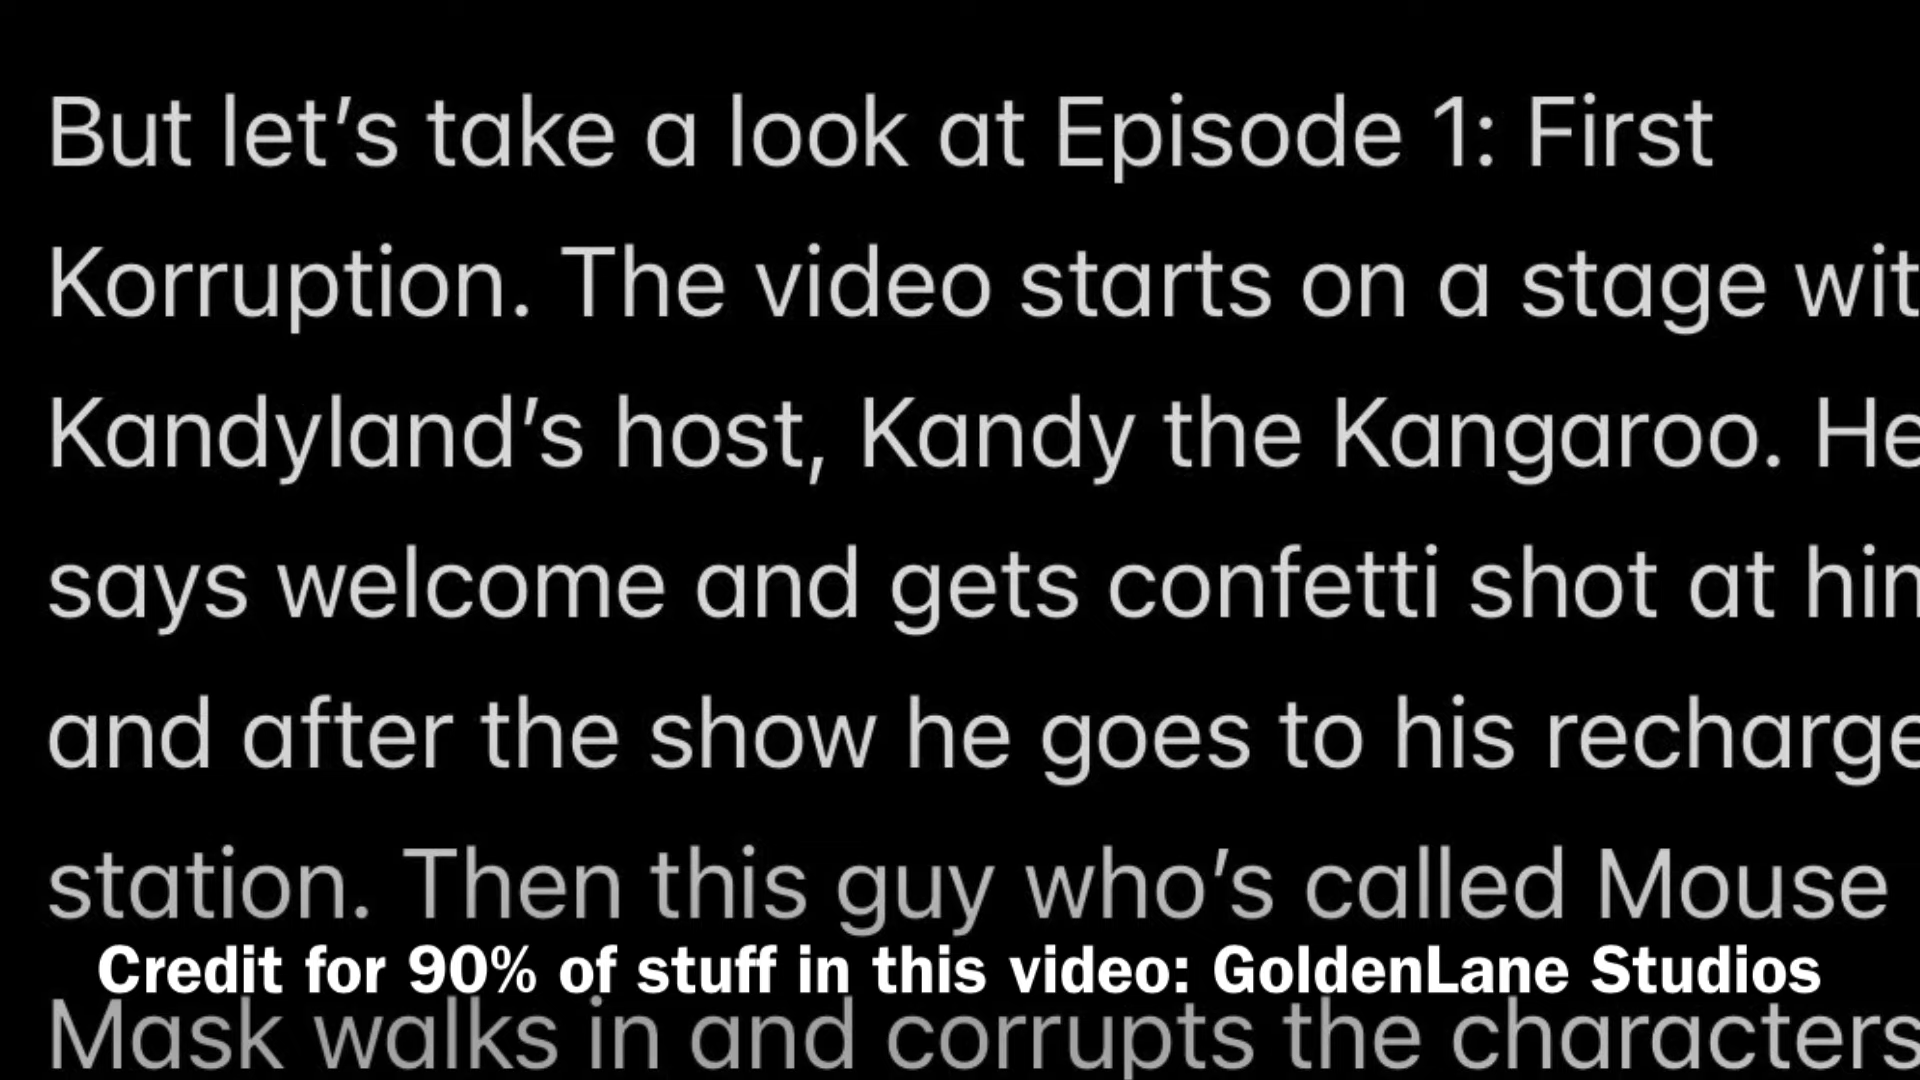 But let’s take a look at Episode 1: First
Korruption. The video starts on a stage wit
Kandyland’s host, Kandy the Kangaroo. He
says welcome and gets confetti shot at hi
and after the show he goes to his recharge
station. Then this guy who’s called Mouse
Credit for 90% of stuff in this video: GoldenLane Studios
Mask walks in and corrupts the characters